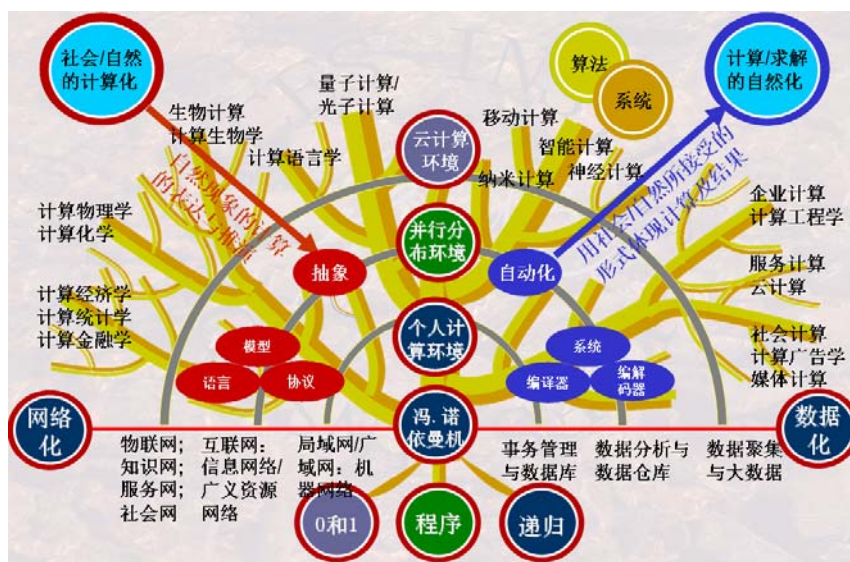 社会/自然
的计算化
计算/求解
的自然化
算法
系统
量子计算/
光子计算
生物计算
计算生物学
计算语言学
云计算
环境
移动计算
智能计算
神经计算
纳米计算
自然现象的计算
的表达与推演
用社会/自然所接受的
形式体现计算及结果
计算物理学
计算化学
并行分
布环境
企业计算
计算工程学
抽象
自动化
服务计算
云计算
计算经济学
计算统计学
计算金融学
个人计
算环境
社会计算
计算广告学
媒体计算
模型
语言
协议
系统
编译器
编解
码器
网络
化
冯.诺
依曼机
数据
化
物联网;
知识网;
服务网;
社会网
互联网:
信息网络/
广义资源
网络
局域网/广
域网: 机
器网络
事务管理
与数据库
数据分析与
数据仓库
数据聚集
与大数据
0和1
程序
递归